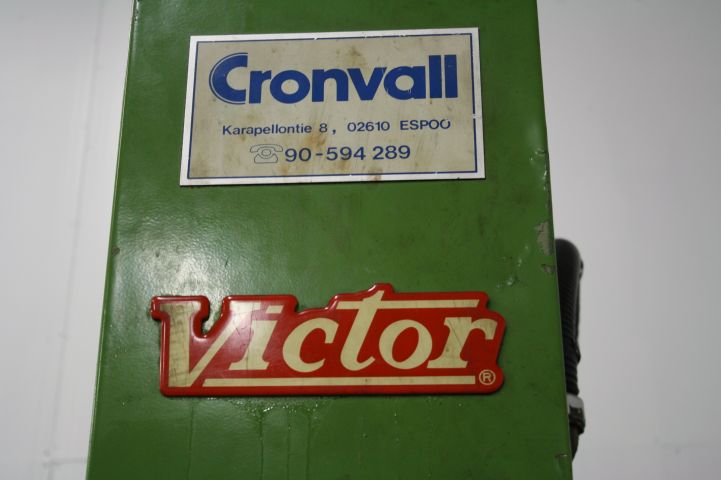 Cronvall
Karapellontie 8, 02610 ESPOO
90-594 289
Victor
®